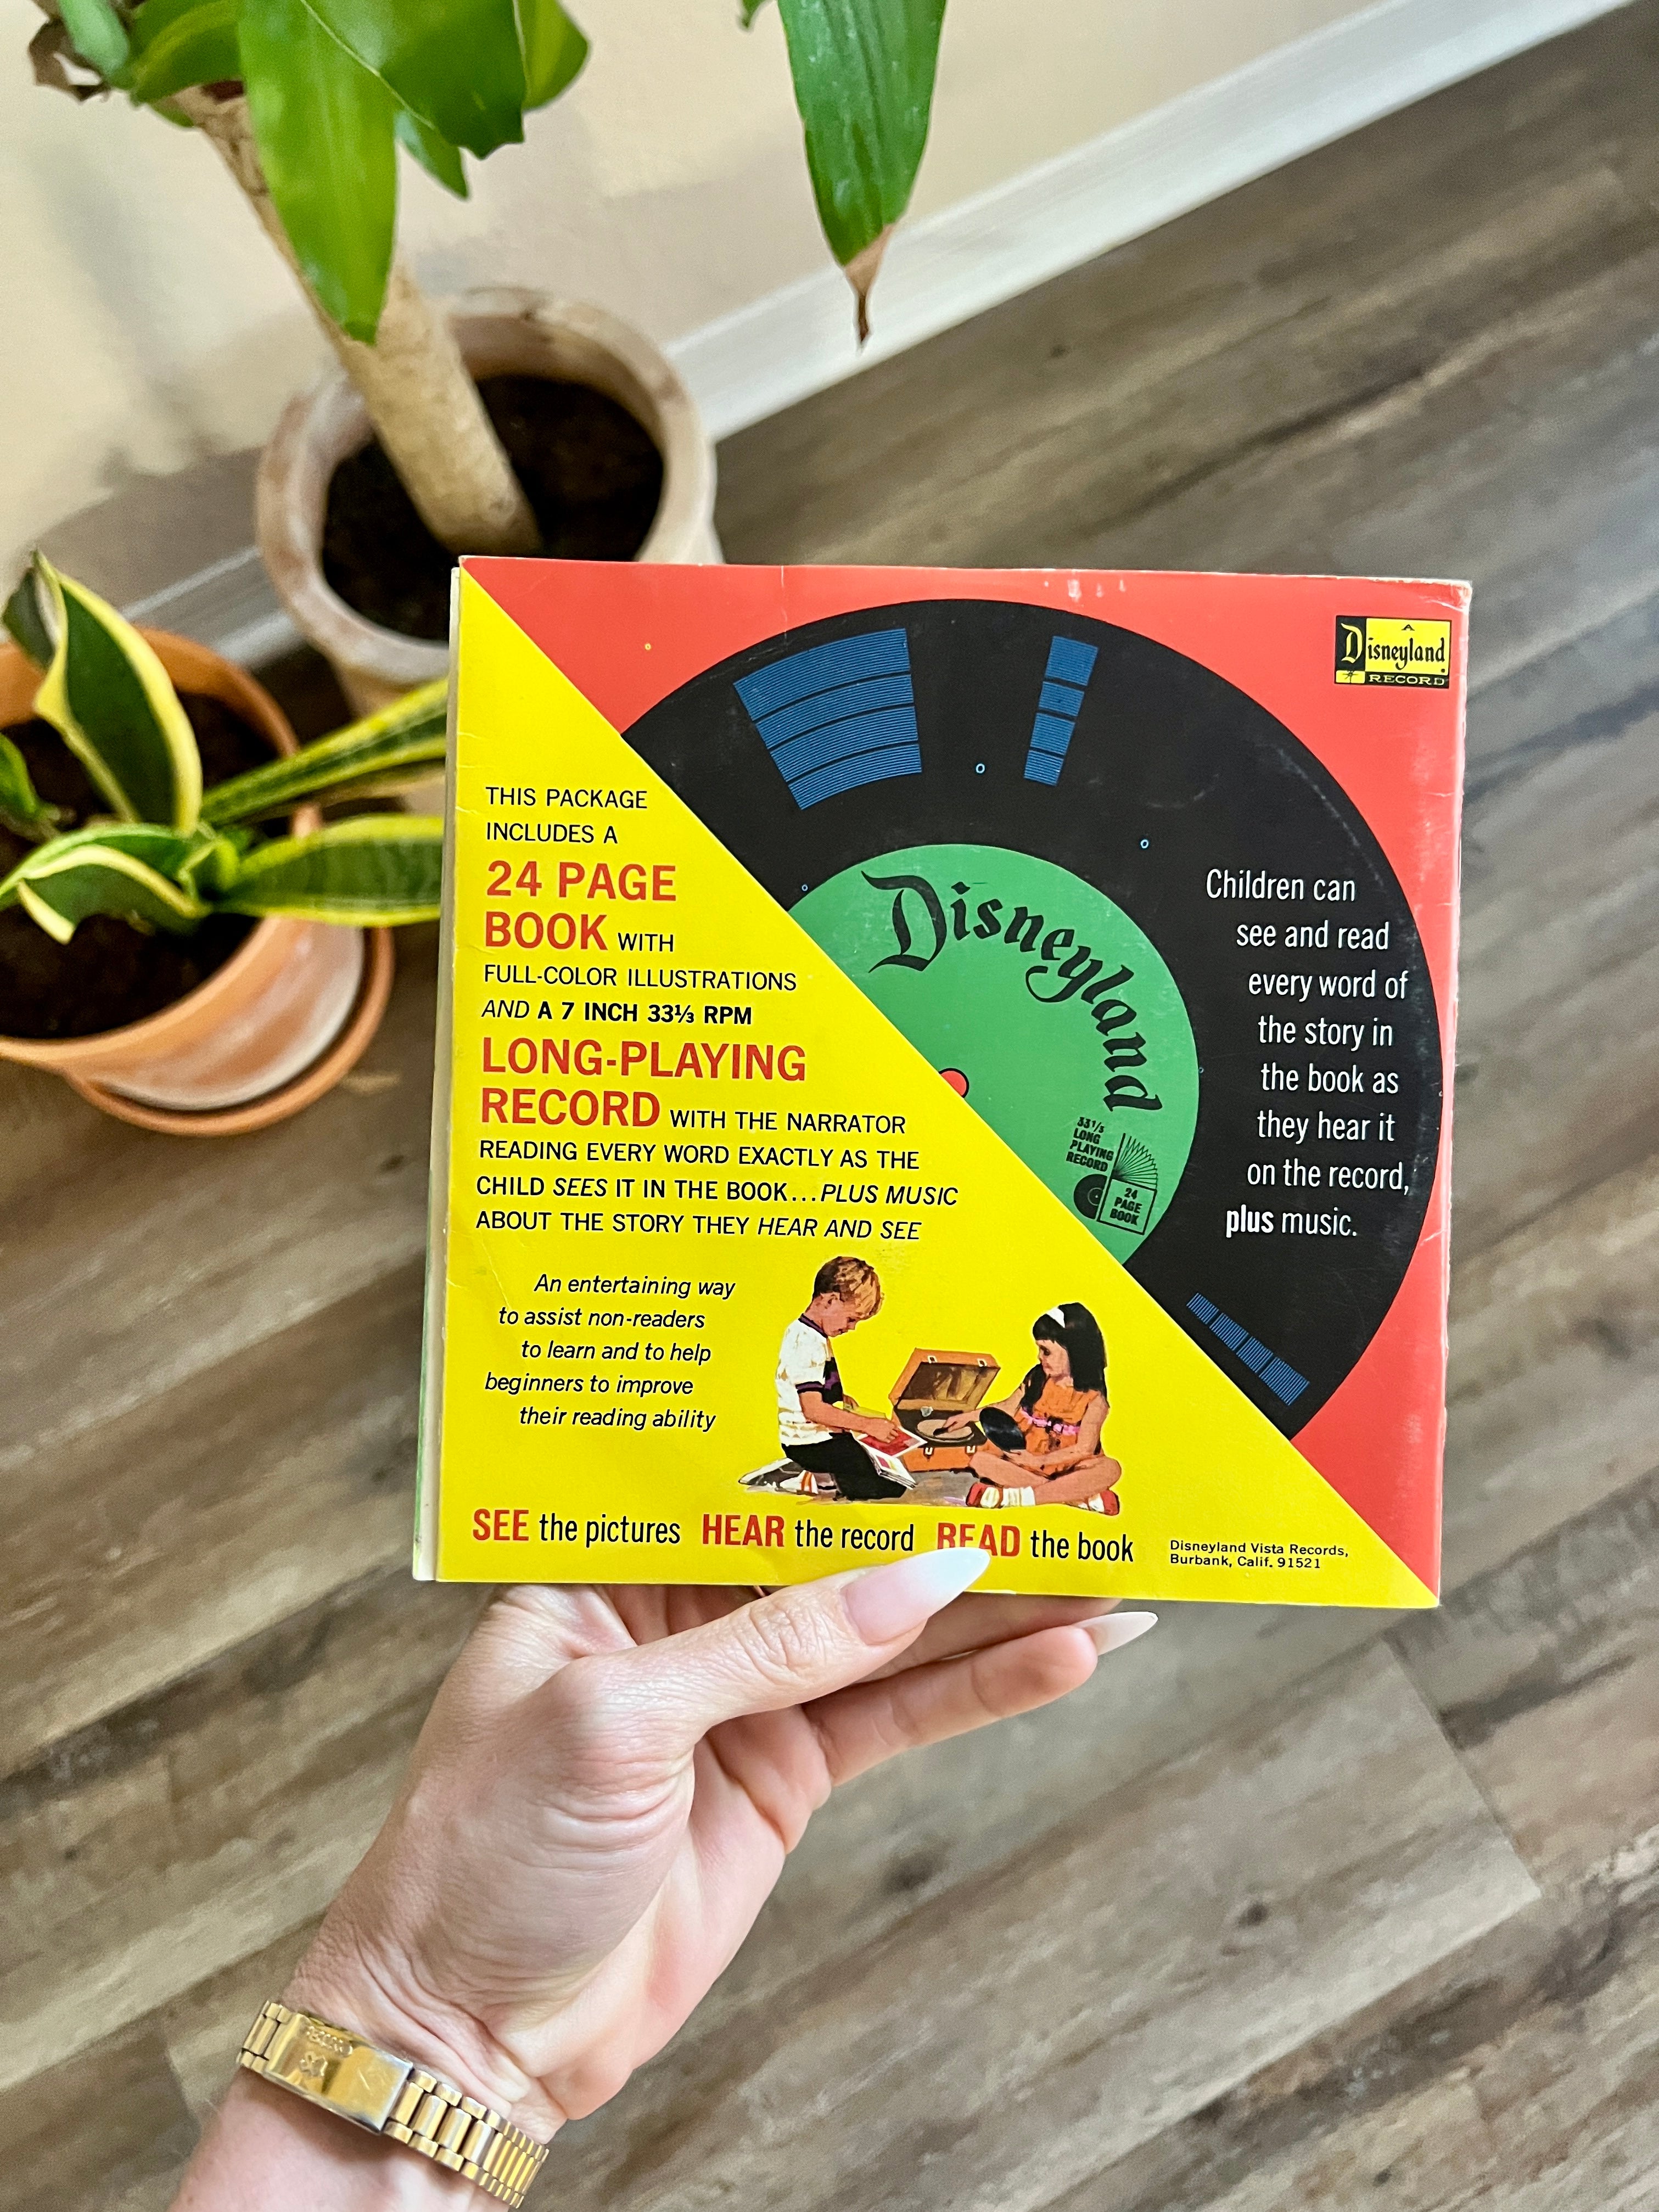 A
Disneyland
RECORD
THIS PACKAGE
INCLUDES A
24 PAGE
BOOK WITH
FULL-COLOR ILLUSTRATIONS
AND A 7 INCH 33⅓ RPM
LONG-PLAYING
RECORD WITH THE NARRATOR
READING EVERY WORD EXACTLY AS THE
CHILD SEES IT IN THE BOOK...PLUS MUSIC
ABOUT THE STORY THEY HEAR AND SEE
An entertaining way
to assist non-readers
to learn and to help
beginners to improve
their reading ability
Disneyland
33⅓
LONG
PLAYING
RECORD
24
PAGE
BOOK
Children can
see and read
every word of
the story in
the book as
they hear it
on the record,
plus music.
SEE the pictures HEAR the record READ the book
Disneyland Vista Records,
Burbank, Calif. 91521